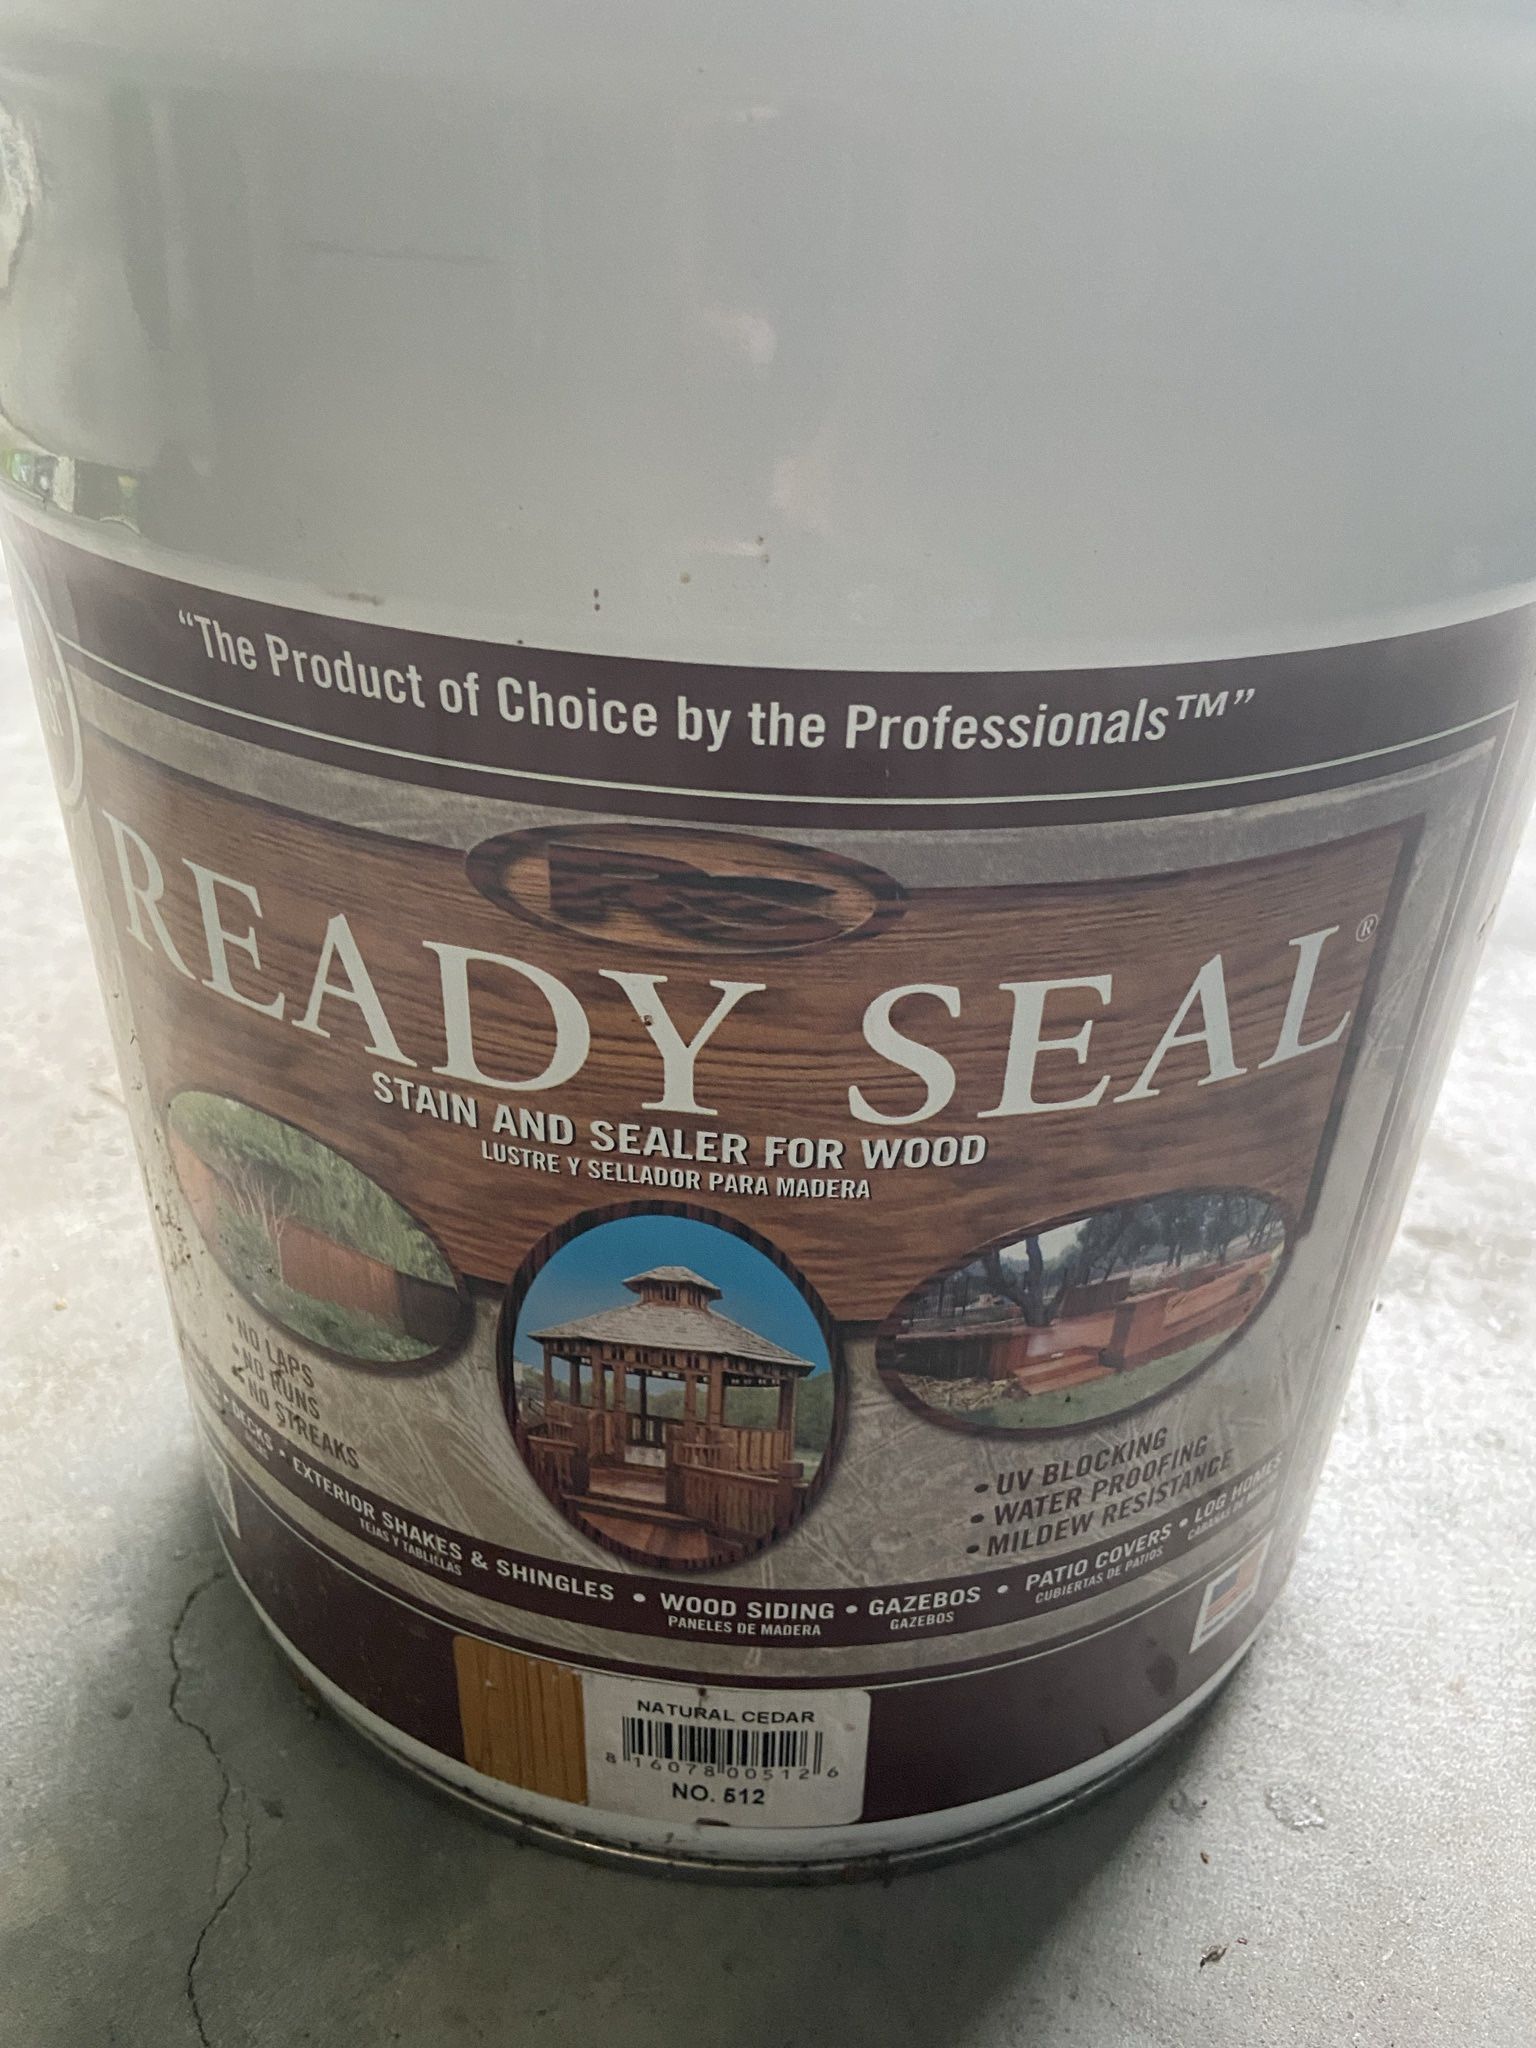 “The Product of Choice by the Professionals™”
READY SEAL®
STAIN AND SEALER FOR WOOD
LUSTRE Y SELLADOR PARA MADERA
• NO LAPS
• NO RUNS
• NO STREAKS
• UV BLOCKING
• WATER PROOFING
• MILDEW RESISTANCE
DECKS • EXTERIOR SHAKES & SHINGLES • WOOD SIDING • GAZEBOS • PATIO COVERS • LOG HOMES
TEJAS Y TABLILLAS PANELES DE MADERA GAZEBOS CUBIERTAS DE PATIOS
NATURAL CEDAR
8 16078 00512 6
NO. 512